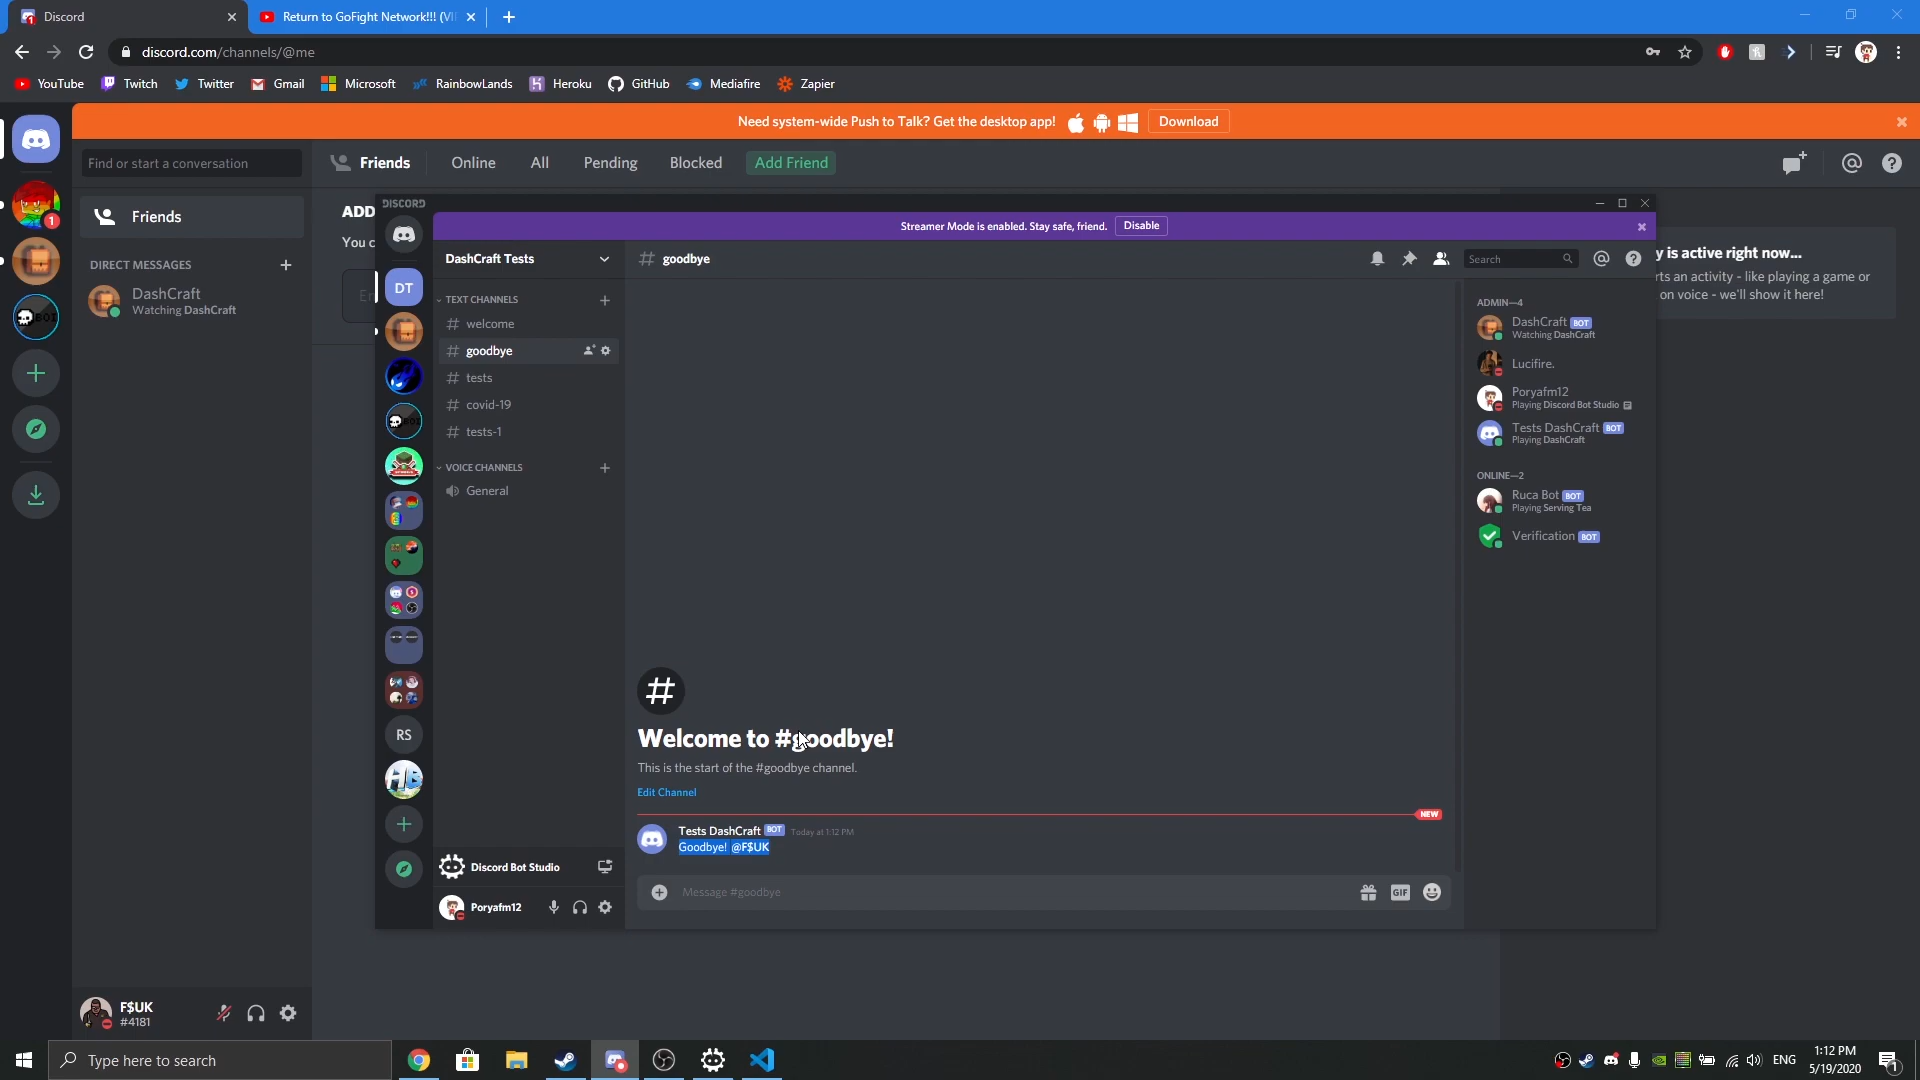 Discord
Return to GoFight Network!!! (VI
discord.com/channels/@me
YouTube
Twitch
Twitter
Gmail
Microsoft
RainbowLands
Heroku
GitHub
Mediafire
Zapier
Need system-wide Push to Talk? Get the desktop app!
Download
Find or start a conversation
Friends
Online
All
Pending
Blocked
Add Friend
Friends
DIRECT MESSAGES
DashCraft
Watching DashCraft
1
ADD
You c
En
y is active right now...
rts an activity - like playing a game or
on voice - we'll show it here!
DISCORD
Streamer Mode is enabled. Stay safe, friend.
Disable
DashCraft Tests
# goodbye
Search
DT
TEXT CHANNELS
# welcome
# goodbye
# tests
# covid-19
# tests-1
VOICE CHANNELS
General
RS
HB
ADMIN—4
DashCraft BOT
Watching DashCraft
Lucifire.
Poryafm12
Playing Discord Bot Studio
Tests DashCraft BOT
Playing DashCraft
ONLINE—2
Ruca Bot BOT
Playing Serving Tea
Verification BOT
#
Welcome to #goodbye!
This is the start of the #goodbye channel.
Edit Channel
NEW
Tests DashCraft BOT Today at 1:12 PM
Goodbye! @F$UK
Message #goodbye
GIF
Discord Bot Studio
Poryafm12
F$UK
#4181
Type here to search
ENG
1:12 PM
5/19/2020
1